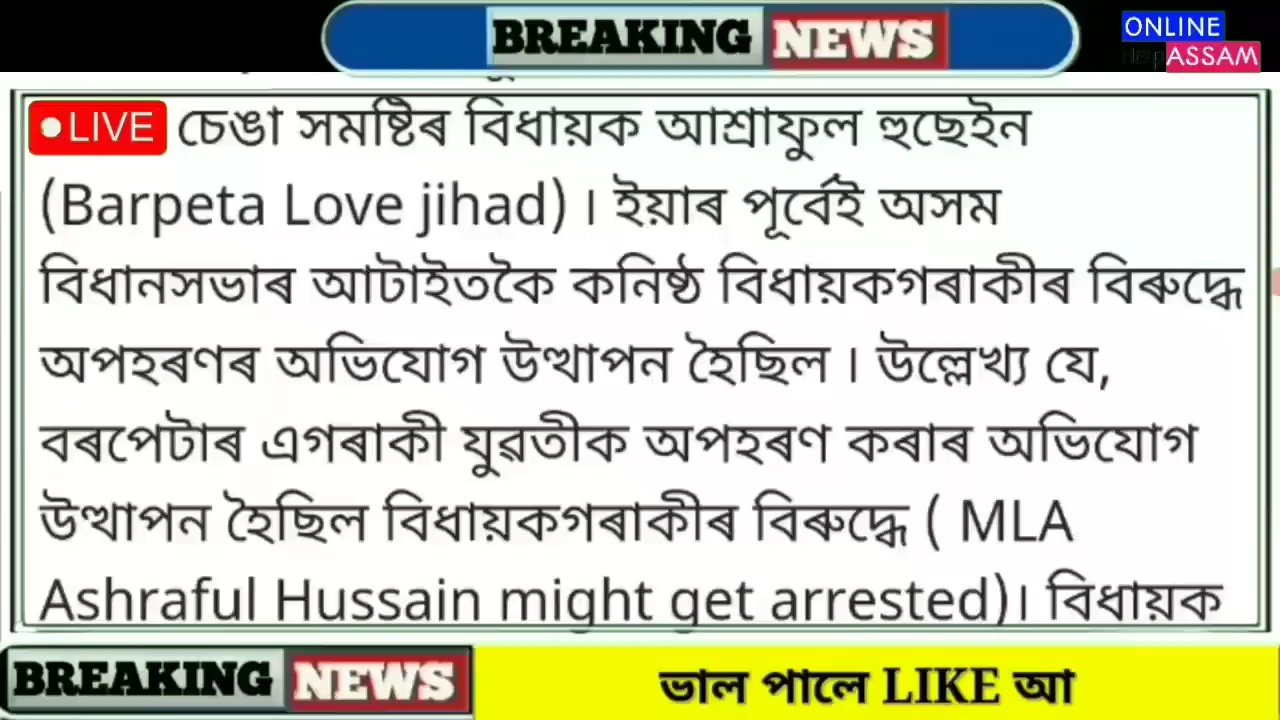 BREAKING NEWS
ONLINE
ASSAM
LIVE চেঙা সমষ্টিৰ বিধায়ক আশ্ৰাফুল হুছেইন
(Barpeta Love jihad) । ইয়াৰ পূৰ্বেই অসম
বিধানসভাৰ আটাইতকৈ কনিষ্ঠ বিধায়কগৰাকীৰ বিৰুদ্ধে
অপহৰণৰ অভিযোগ উত্থাপন হৈছিল । উল্লেখ্য যে,
বৰপেটাৰ এগৰাকী যুৱতীক অপহৰণ কৰাৰ অভিযোগ
উত্থাপন হৈছিল বিধায়কগৰাকীৰ বিৰুদ্ধে ( MLA
Ashraful Hussain might get arrested)। বিধায়ক
BREAKING NEWS
ভাল পালে LIKE আ